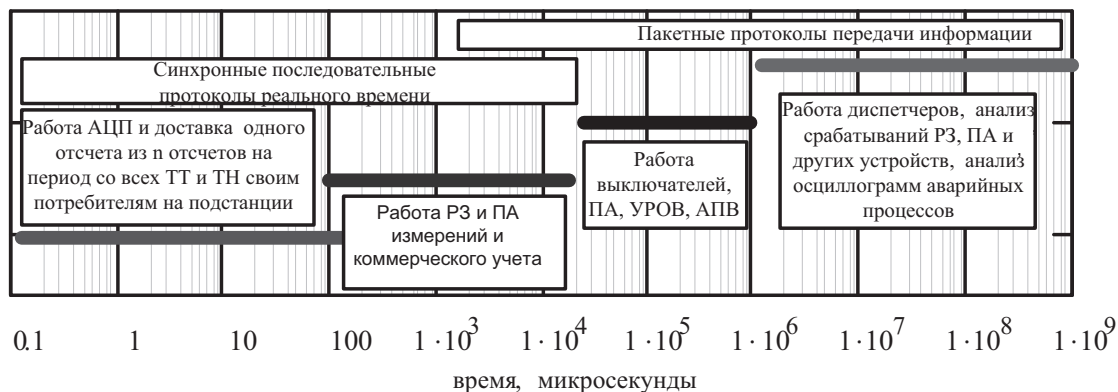 Пакетные протоколы передачи информации
Синхронные последовательные
протоколы реального времени
Работа АЦП и доставка одного
отсчета из n отсчетов на
период со всех ТТ и ТН своим
потребителям на подстанции
Работа РЗ и ПА
измерений и
коммерческого учета
Работа
выключателей,
ПА, УРОВ, АПВ
Работа диспетчеров, анализ
срабатываний РЗ, ПА и
других устройств, анализ
осциллограмм аварийных
процессов
0.1 1 10 100 1·10³ 1·10⁴ 1·10⁵ 1·10⁶ 1·10⁷ 1·10⁸ 1·10⁹
время, микросекунды